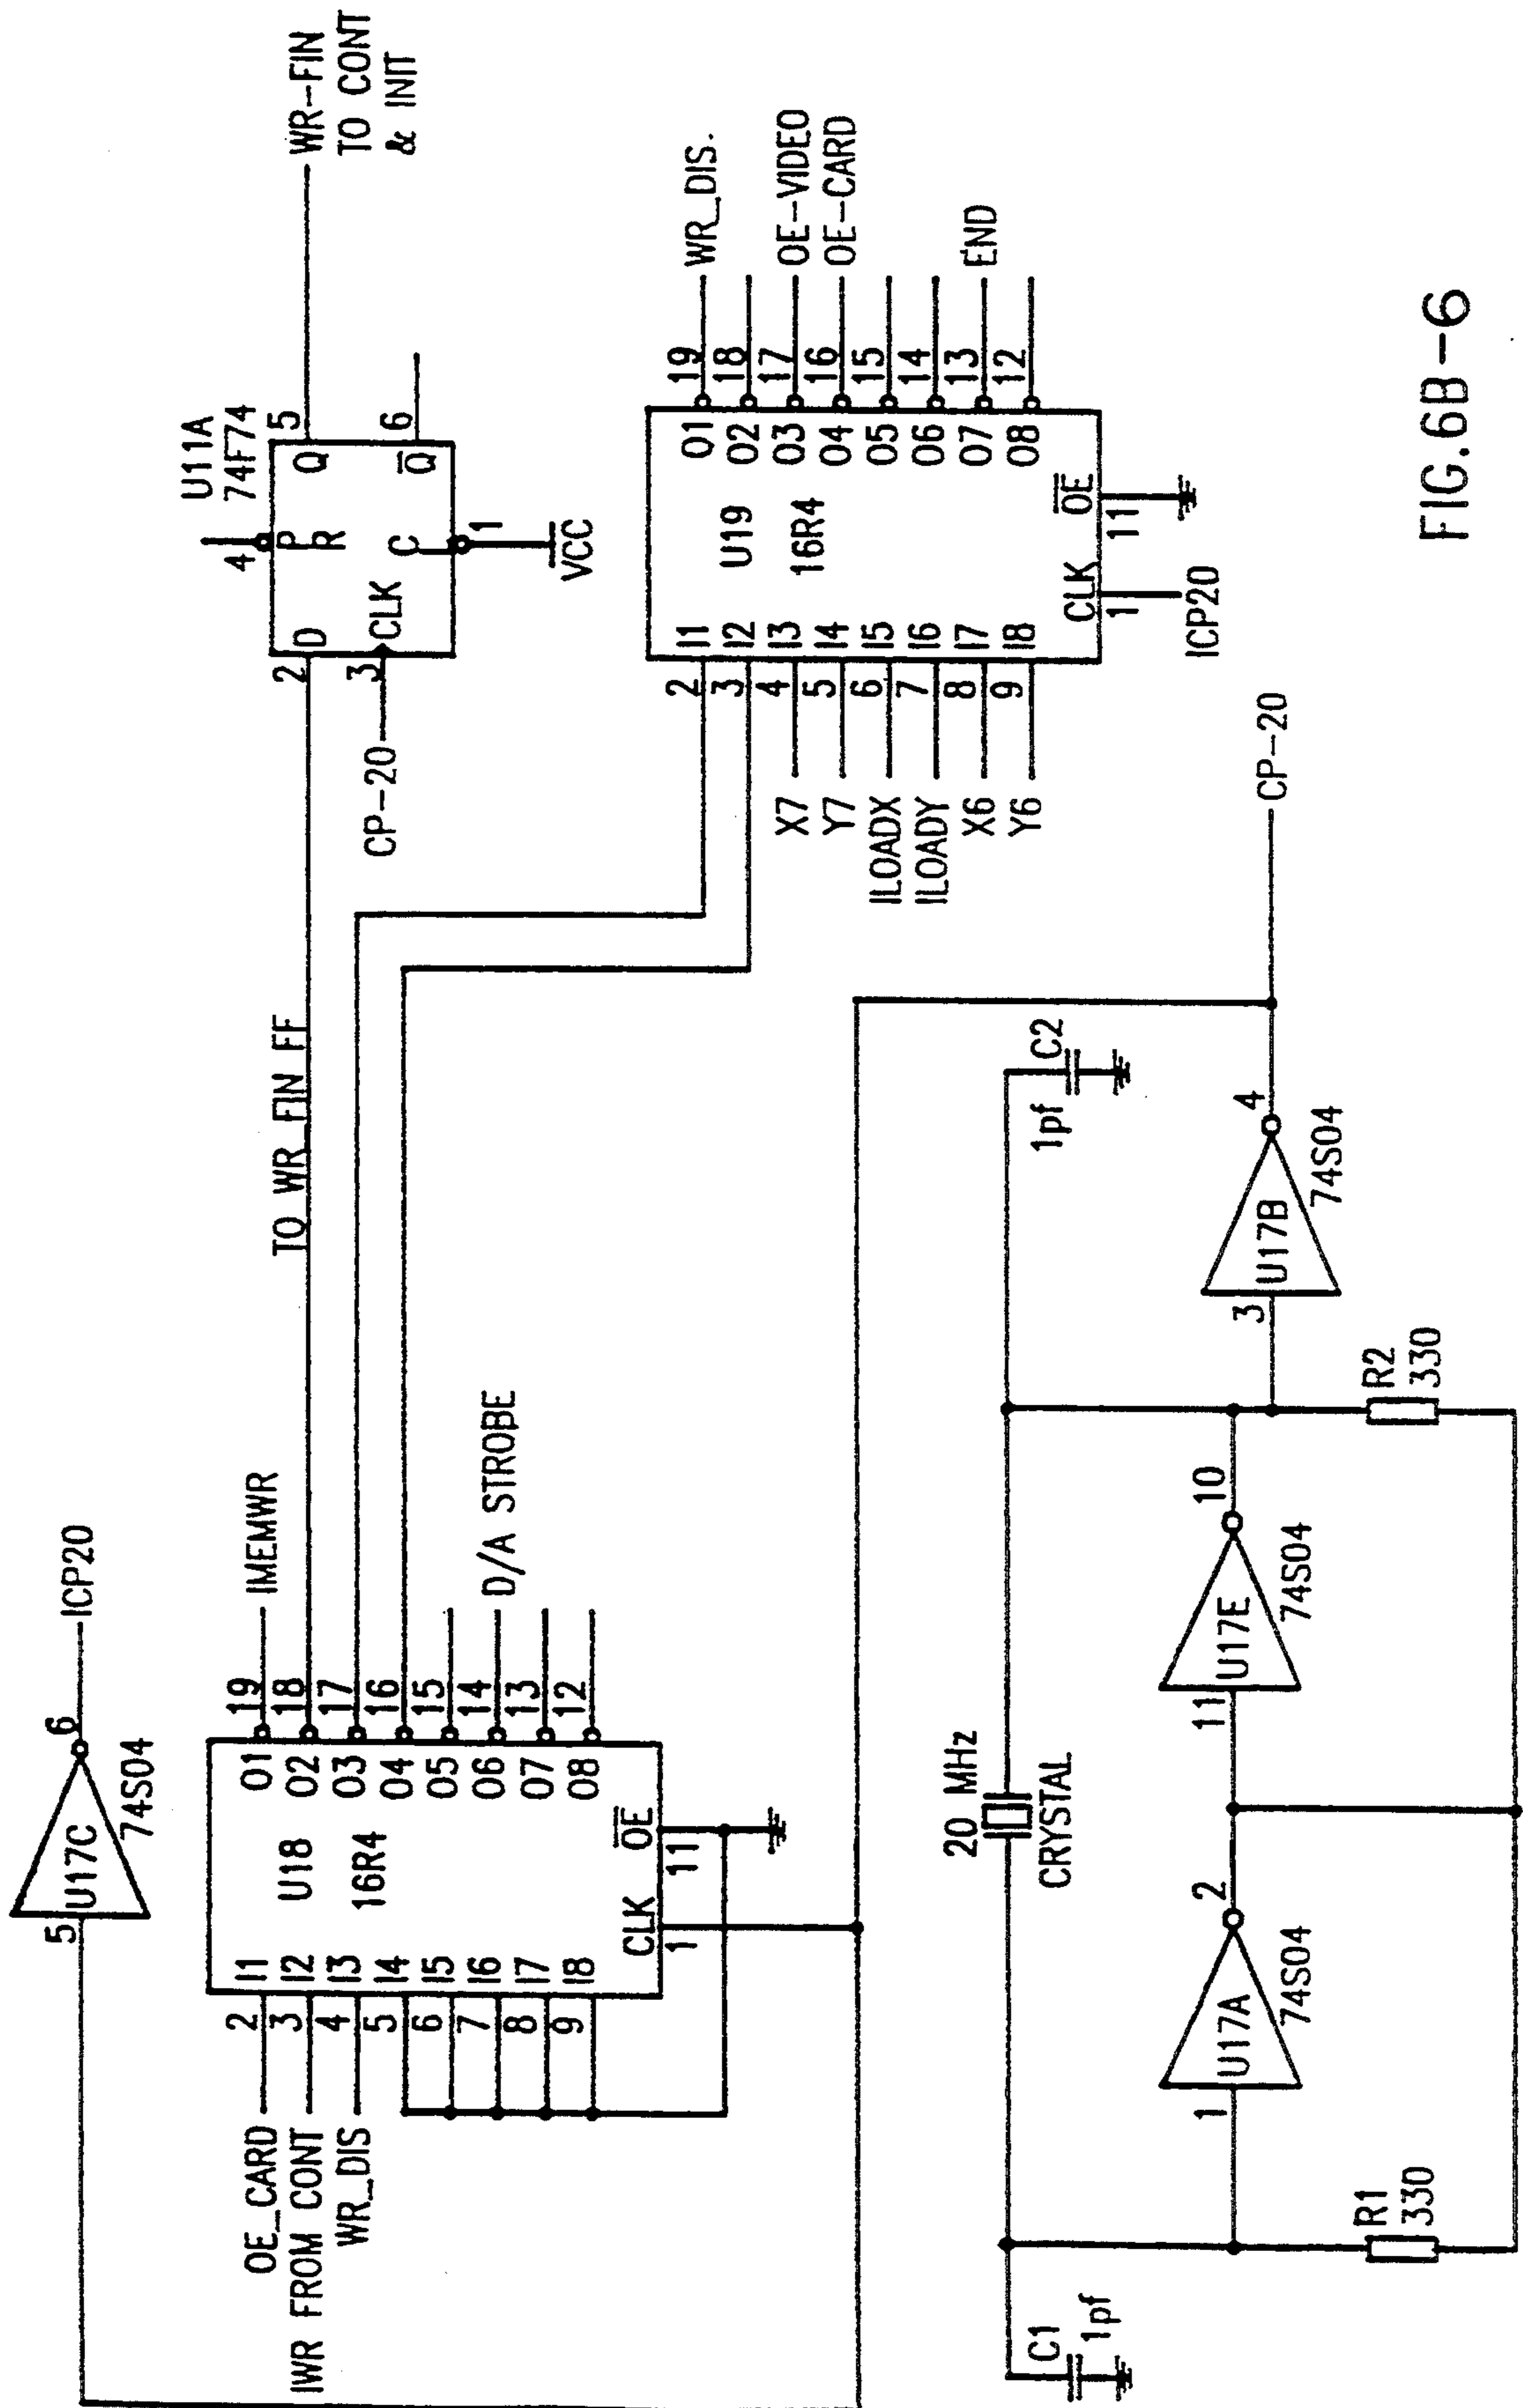 U17C
74S04
5
6
ICP20
U18
16R4
OE_CARD
IWR FROM CONT
WR_DIS
2
3
4
5
6
7
8
9
I1
I2
I3
I4
I5
I6
I7
I8
CLK
1
OE
11
O1
O2
O3
O4
O5
O6
O7
O8
19
18
17
16
15
14
13
12
IMEMWR
D/A STROBE
TO WR FIN FF
U11A
74F74
2
D
3
CLK
CP-20
4
PR
C
1
VCC
Q
5
Q
6
WR-FIN
TO CONT
& INIT
U19
16R4
2
3
4
5
6
7
8
9
I1
I2
I3
I4
I5
I6
I7
I8
X7
Y7
ILOADX
ILOADY
X6
Y6
CLK
1
ICP20
OE
11
O1
O2
O3
O4
O5
O6
O7
O8
19
18
17
16
15
14
13
12
WR_DIS.
OE-VIDEO
OE-CARD
END
C1
1pf
20 MHz
CRYSTAL
1pf
C2
R1
330
1
U17A
2
74S04
11
U17E
10
74S04
R2
330
3
U17B
4
74S04
CP-20
FIG.6B-6